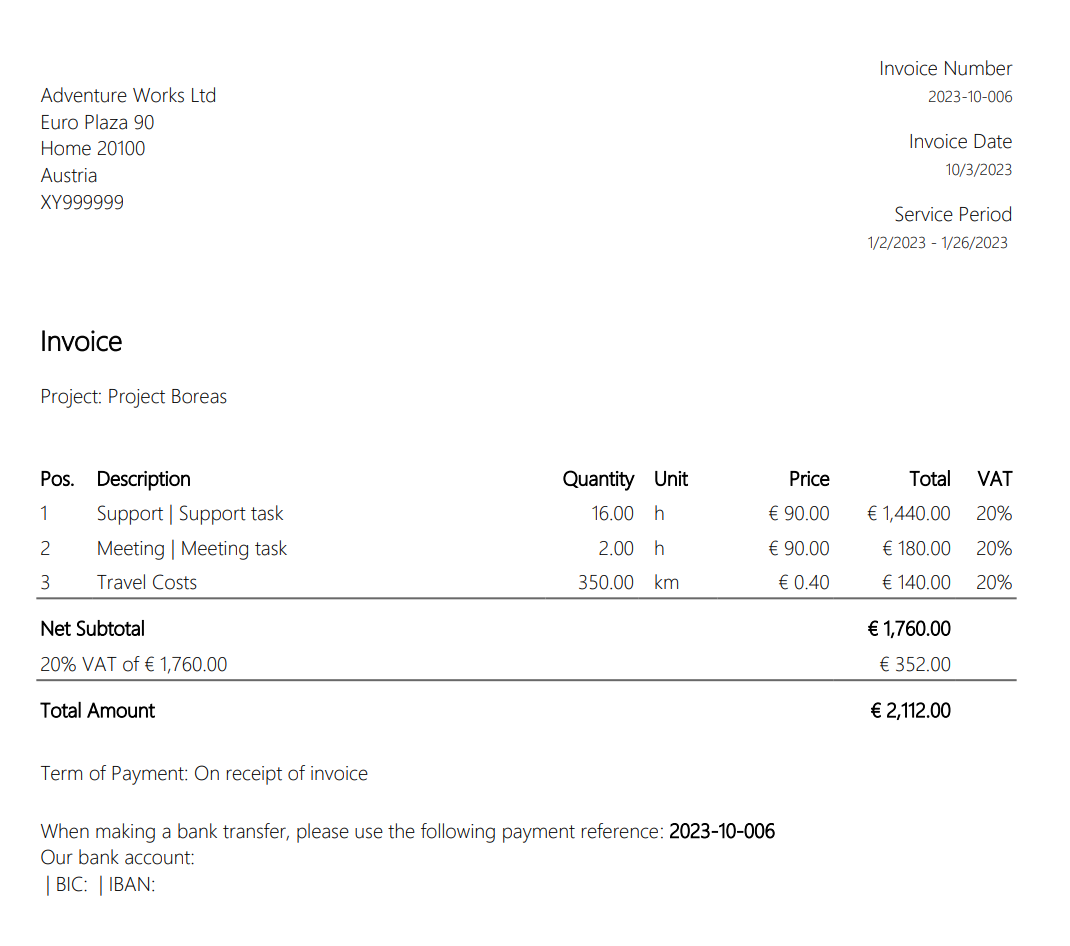 Invoice Number
2023-10-006
Adventure Works Ltd
Euro Plaza 90
Home 20100
Austria
XY999999
Invoice Date
10/3/2023
Service Period
1/2/2023 - 1/26/2023
Invoice
Project: Project Boreas
Pos. Description Quantity Unit Price Total VAT
1 Support | Support task 16.00 h € 90.00 € 1,440.00 20%
2 Meeting | Meeting task 2.00 h € 90.00 € 180.00 20%
3 Travel Costs 350.00 km € 0.40 € 140.00 20%
Net Subtotal € 1,760.00
20% VAT of € 1,760.00 € 352.00
Total Amount € 2,112.00
Term of Payment: On receipt of invoice
When making a bank transfer, please use the following payment reference: 2023-10-006
Our bank account:
| BIC: | IBAN: